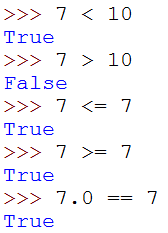 >>> 7 < 10
True
>>> 7 > 10
False
>>> 7 <= 7
True
>>> 7 >= 7
True
>>> 7.0 == 7
True